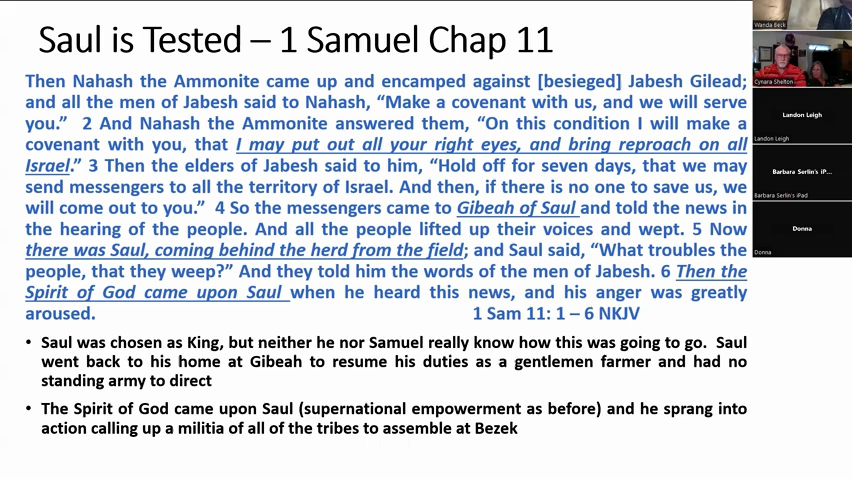 Saul is Tested – 1 Samuel Chap 11
Then Nahash the Ammonite came up and encamped against [besieged] Jabesh Gilead;
and all the men of Jabesh said to Nahash, “Make a covenant with us, and we will serve
you.” 2 And Nahash the Ammonite answered them, “On this condition I will make a
covenant with you, that I may put out all your right eyes, and bring reproach on all
Israel.” 3 Then the elders of Jabesh said to him, “Hold off for seven days, that we may
send messengers to all the territory of Israel. And then, if there is no one to save us, we
will come out to you.” 4 So the messengers came to Gibeah of Saul and told the news in
the hearing of the people. And all the people lifted up their voices and wept. 5 Now
there was Saul, coming behind the herd from the field; and Saul said, “What troubles the
people, that they weep?” And they told him the words of the men of Jabesh. 6 Then the
Spirit of God came upon Saul when he heard this news, and his anger was greatly
aroused. 1 Sam 11: 1 – 6 NKJV
• Saul was chosen as King, but neither he nor Samuel really know how this was going to go. Saul
went back to his home at Gibeah to resume his duties as a gentlemen farmer and had no
standing army to direct
• The Spirit of God came upon Saul (supernational empowerment as before) and he sprang into
action calling up a militia of all of the tribes to assemble at Bezek
Wanda Beck
Cynara Shelton
Landon Leigh
Landon Leigh
Barbara Serlin's iP...
Barbara Serlin's iPad
Donna
Donna